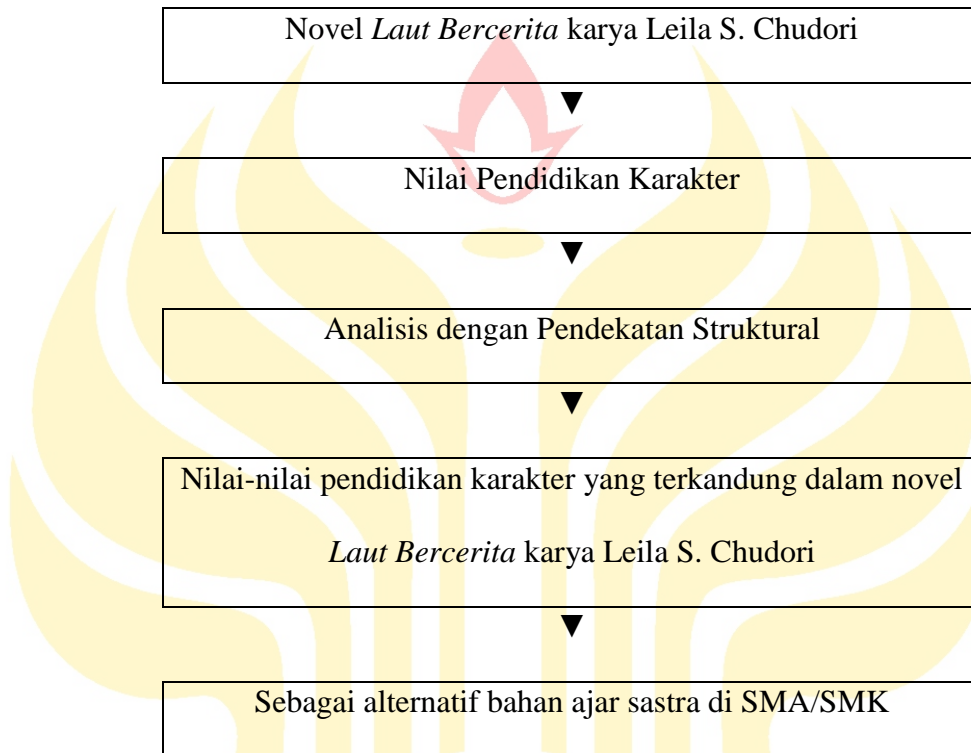 Novel Laut Bercerita karya Leila S. Chudori
Nilai Pendidikan Karakter
Analisis dengan Pendekatan Struktural
Nilai-nilai pendidikan karakter yang terkandung dalam novel
Laut Bercerita karya Leila S. Chudori
Sebagai alternatif bahan ajar sastra di SMA/SMK